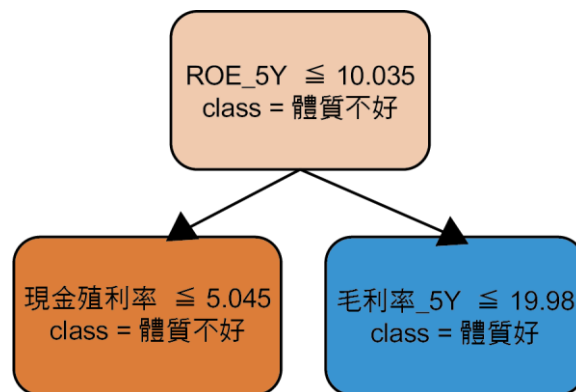 ROE_5Y ≦ 10.035
class = 體質不好
現金殖利率 ≦ 5.045
class = 體質不好
毛利率_5Y ≦ 19.98
class = 體質好